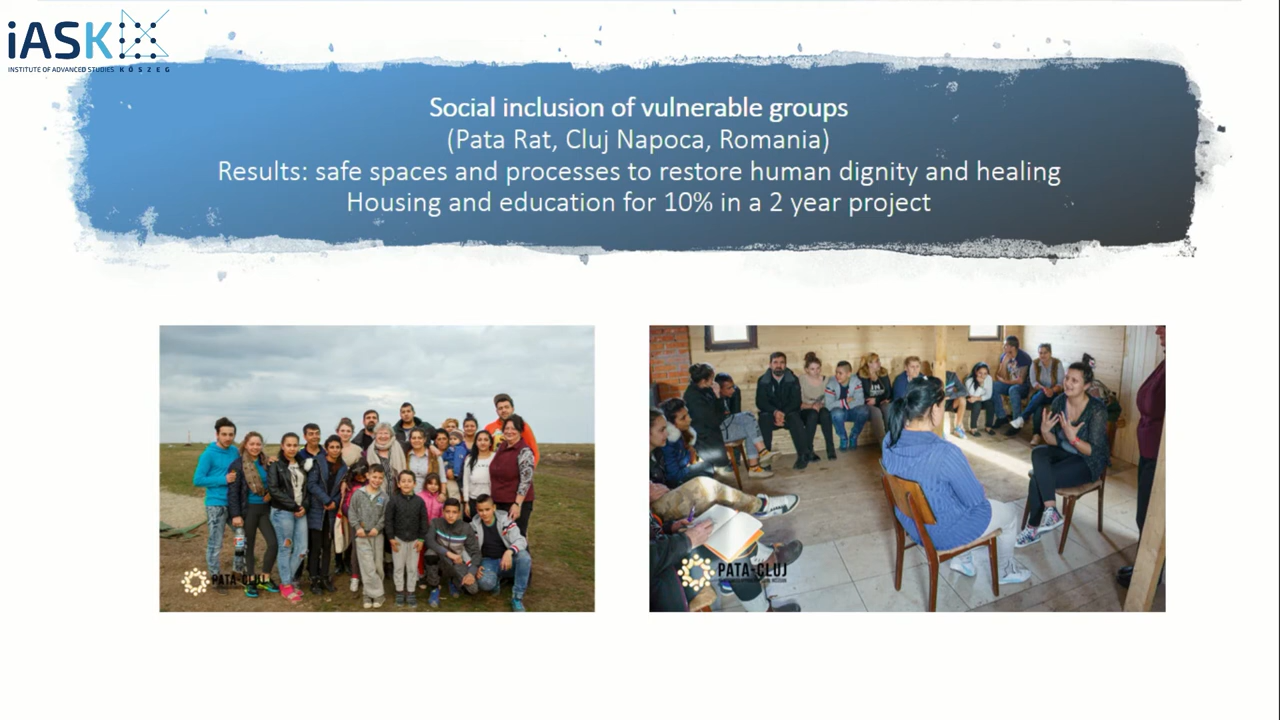 iASK
INSTITUTE OF ADVANCED STUDIES KŐSZEG
Social inclusion of vulnerable groups
(Pata Rat, Cluj Napoca, Romania)
Results: safe spaces and processes to restore human dignity and healing
Housing and education for 10% in a 2 year project
PATA-CLUJ
PATA-CLUJ